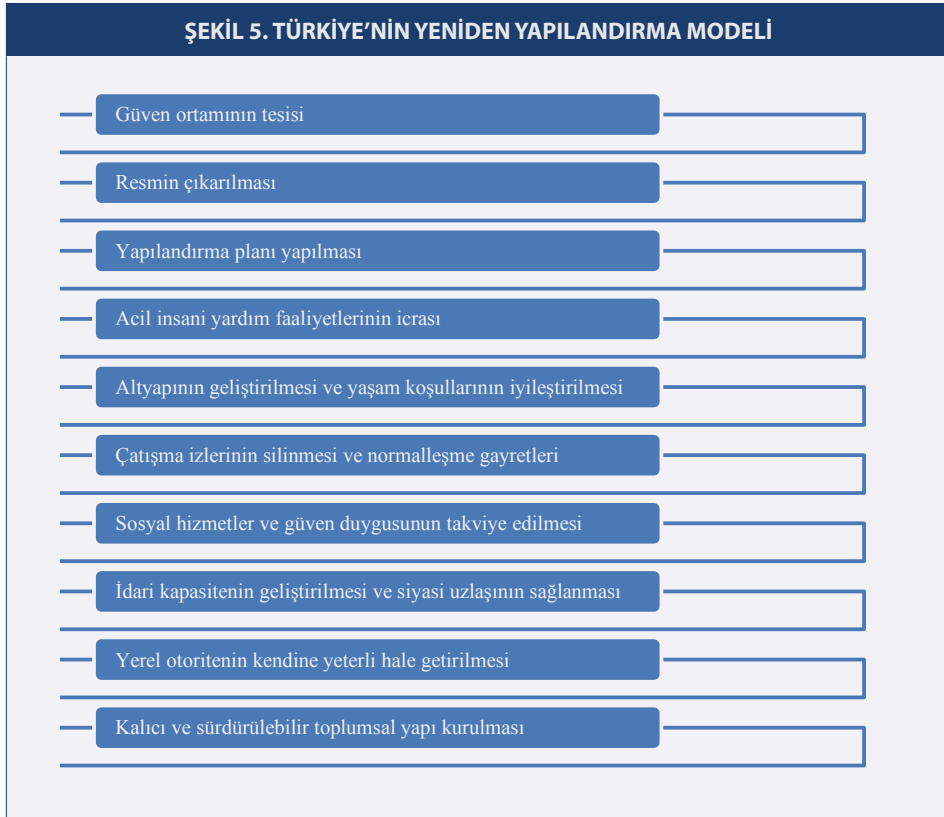 ŞEKİL 5. TÜRKİYE’NİN YENİDEN YAPILANDIRMA MODELİ
Güven ortamının tesisi
Resmin çıkarılması
Yapılandırma planı yapılması
Acil insani yardım faaliyetlerinin icrası
Altyapının geliştirilmesi ve yaşam koşullarının iyileştirilmesi
Çatışma izlerinin silinmesi ve normalleşme gayretleri
Sosyal hizmetler ve güven duygusunun takviye edilmesi
İdari kapasitenin geliştirilmesi ve siyasi uzlaşının sağlanması
Yerel otoritenin kendine yeterli hale getirilmesi
Kalıcı ve sürdürülebilir toplumsal yapı kurulması